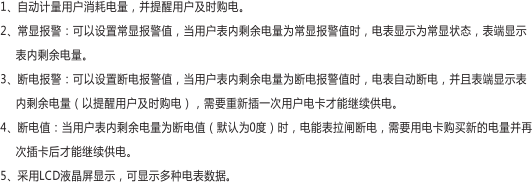 1、自动计量用户消耗电量，并提醒用户及时购电。
2、常显报警：可以设置常显报警值，当用户表内剩余电量为常显报警值时，电表显示为常显状态，表端显示
表内剩余电量。
3、断电报警：可以设置断电报警值，当用户表内剩余电量为断电报警值时，电表自动断电，并且表端显示表
内剩余电量（以提醒用户及时购电），需要重新插一次用户电卡才能继续供电。
4、断电值：当用户表内剩余电量为断电值（默认为0度）时，电能表拉闸断电，需要用电卡购买新的电量并再
次插卡后才能继续供电。
5、采用LCD液晶屏显示，可显示多种电表数据。